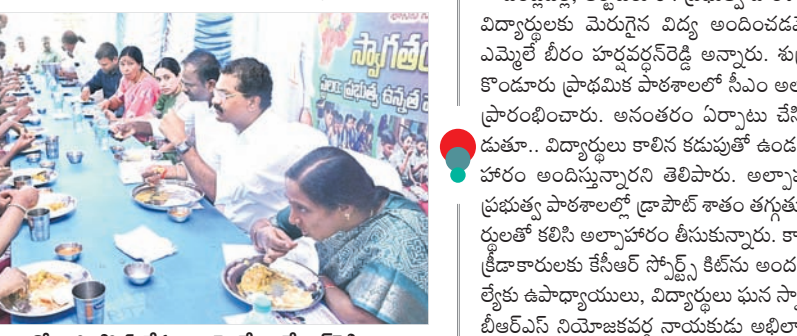 స్వాగతం
విద్యార్థులకు మెరుగైన విద్య అందించడమే
ఎమ్మెల్యే బీరం హర్షవర్ధన్‌రెడ్డి అన్నారు. శు
కొండూరు ప్రాథమిక పాఠశాలలో సీఎం అల
ప్రారంభించారు. అనంతరం ఏర్పాటు చేసి
డుతూ.. విద్యార్థులు కాలిన కడుపుతో ఉండ
హారం అందిస్తున్నారని తెలిపారు. అల్పాహ
ప్రభుత్వ పాఠశాలల్లో డ్రాపౌట్ శాతం తగ్గుతు
ర్థులతో కలిసి అల్పాహారం తీసుకున్నారు. కా
క్రీడాకారులకు కేసీఆర్ స్పోర్ట్స్ కిట్‌ను అంద
ల్యేకు ఉపాధ్యాయులు, విద్యార్థులు ఘన స్వా
బీఆర్ఎస్ నియోజకవర్గ నాయకుడు అభిలా